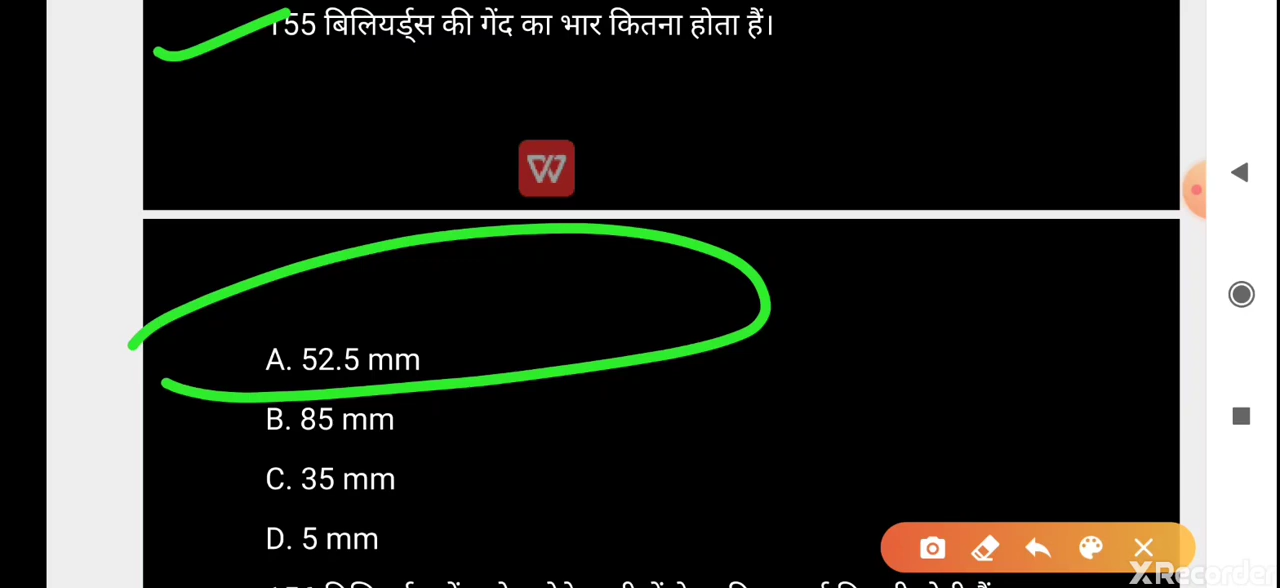 155 बिलियर्ड्स की गेंद का भार कितना होता हैं।
A. 52.5 mm
B. 85 mm
C. 35 mm
D. 5 mm
XRecorder